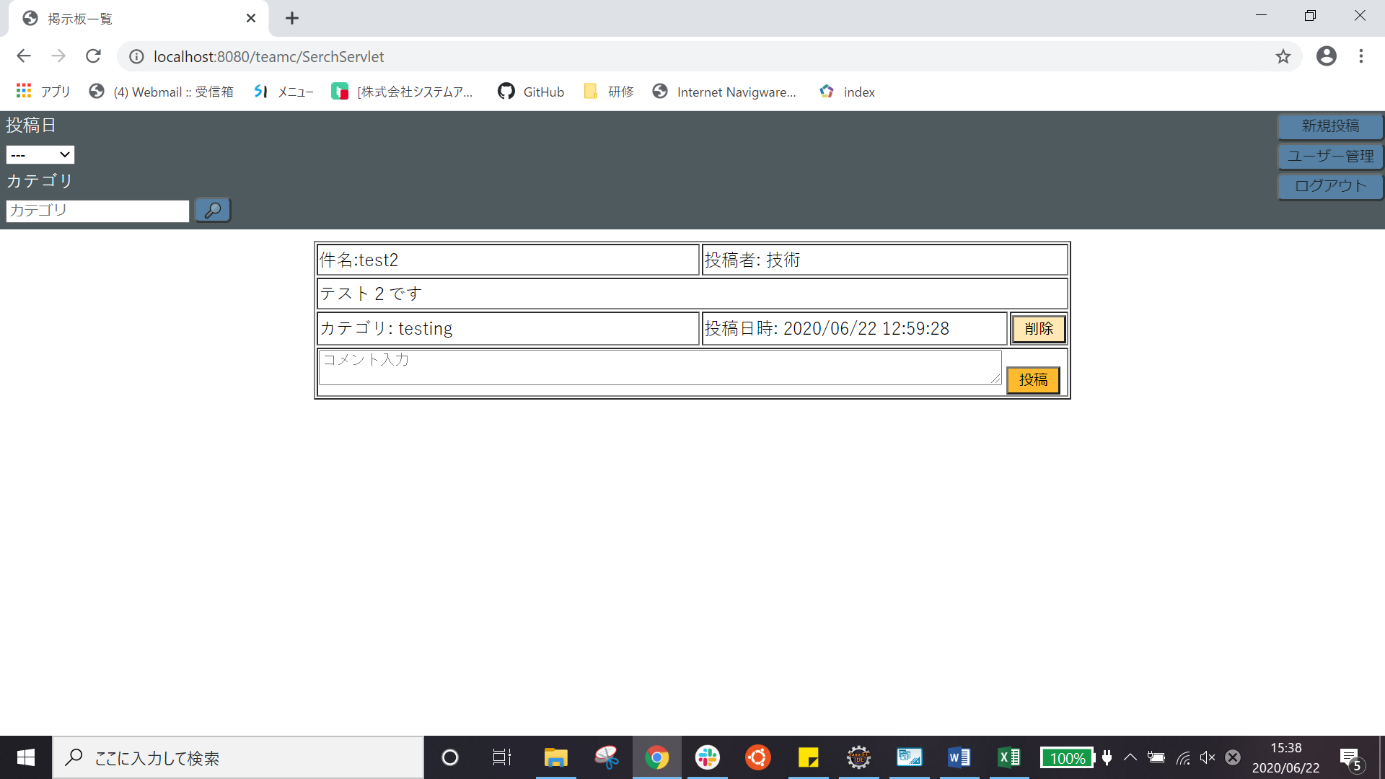 掲示板一覧
localhost:8080/teamc/SerchServlet
アプリ (4) Webmail :: 受信箱 メニュー [株式会社システムア... GitHub 研修 Internet Navigware... index
投稿日
---
カテゴリ
カテゴリ
新規投稿
ユーザー管理
ログアウト
件名:test2 投稿者: 技術
テスト２です
カテゴリ: testing 投稿日時: 2020/06/22 12:59:28 削除
コメント入力
投稿
ここに入力して検索
100%
15:38
2020/06/22
5